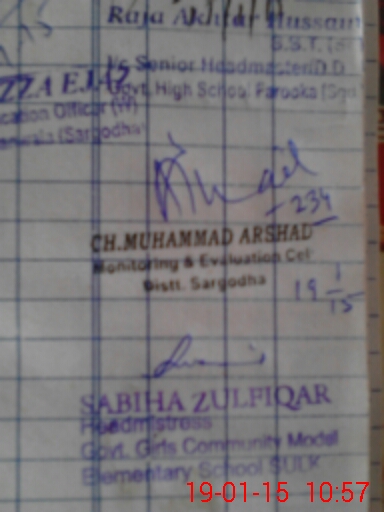 Raja Akhtar Hussain
S.S.T. (S
I/c Senior Headmaster/D.D
Govt. High School Farooka (Sgd
ZZA EJAZ
cation Officer (W)
(Sargodha)
234
CH.MUHAMMAD ARSHAD
Monitoring & Evaluation Cel
Distt. Sargodha
19 1/15
SABIHA ZULFIQAR
Headmistress
Govt. Girls Community Model
Elementary School SULK
19-01-15 10:57